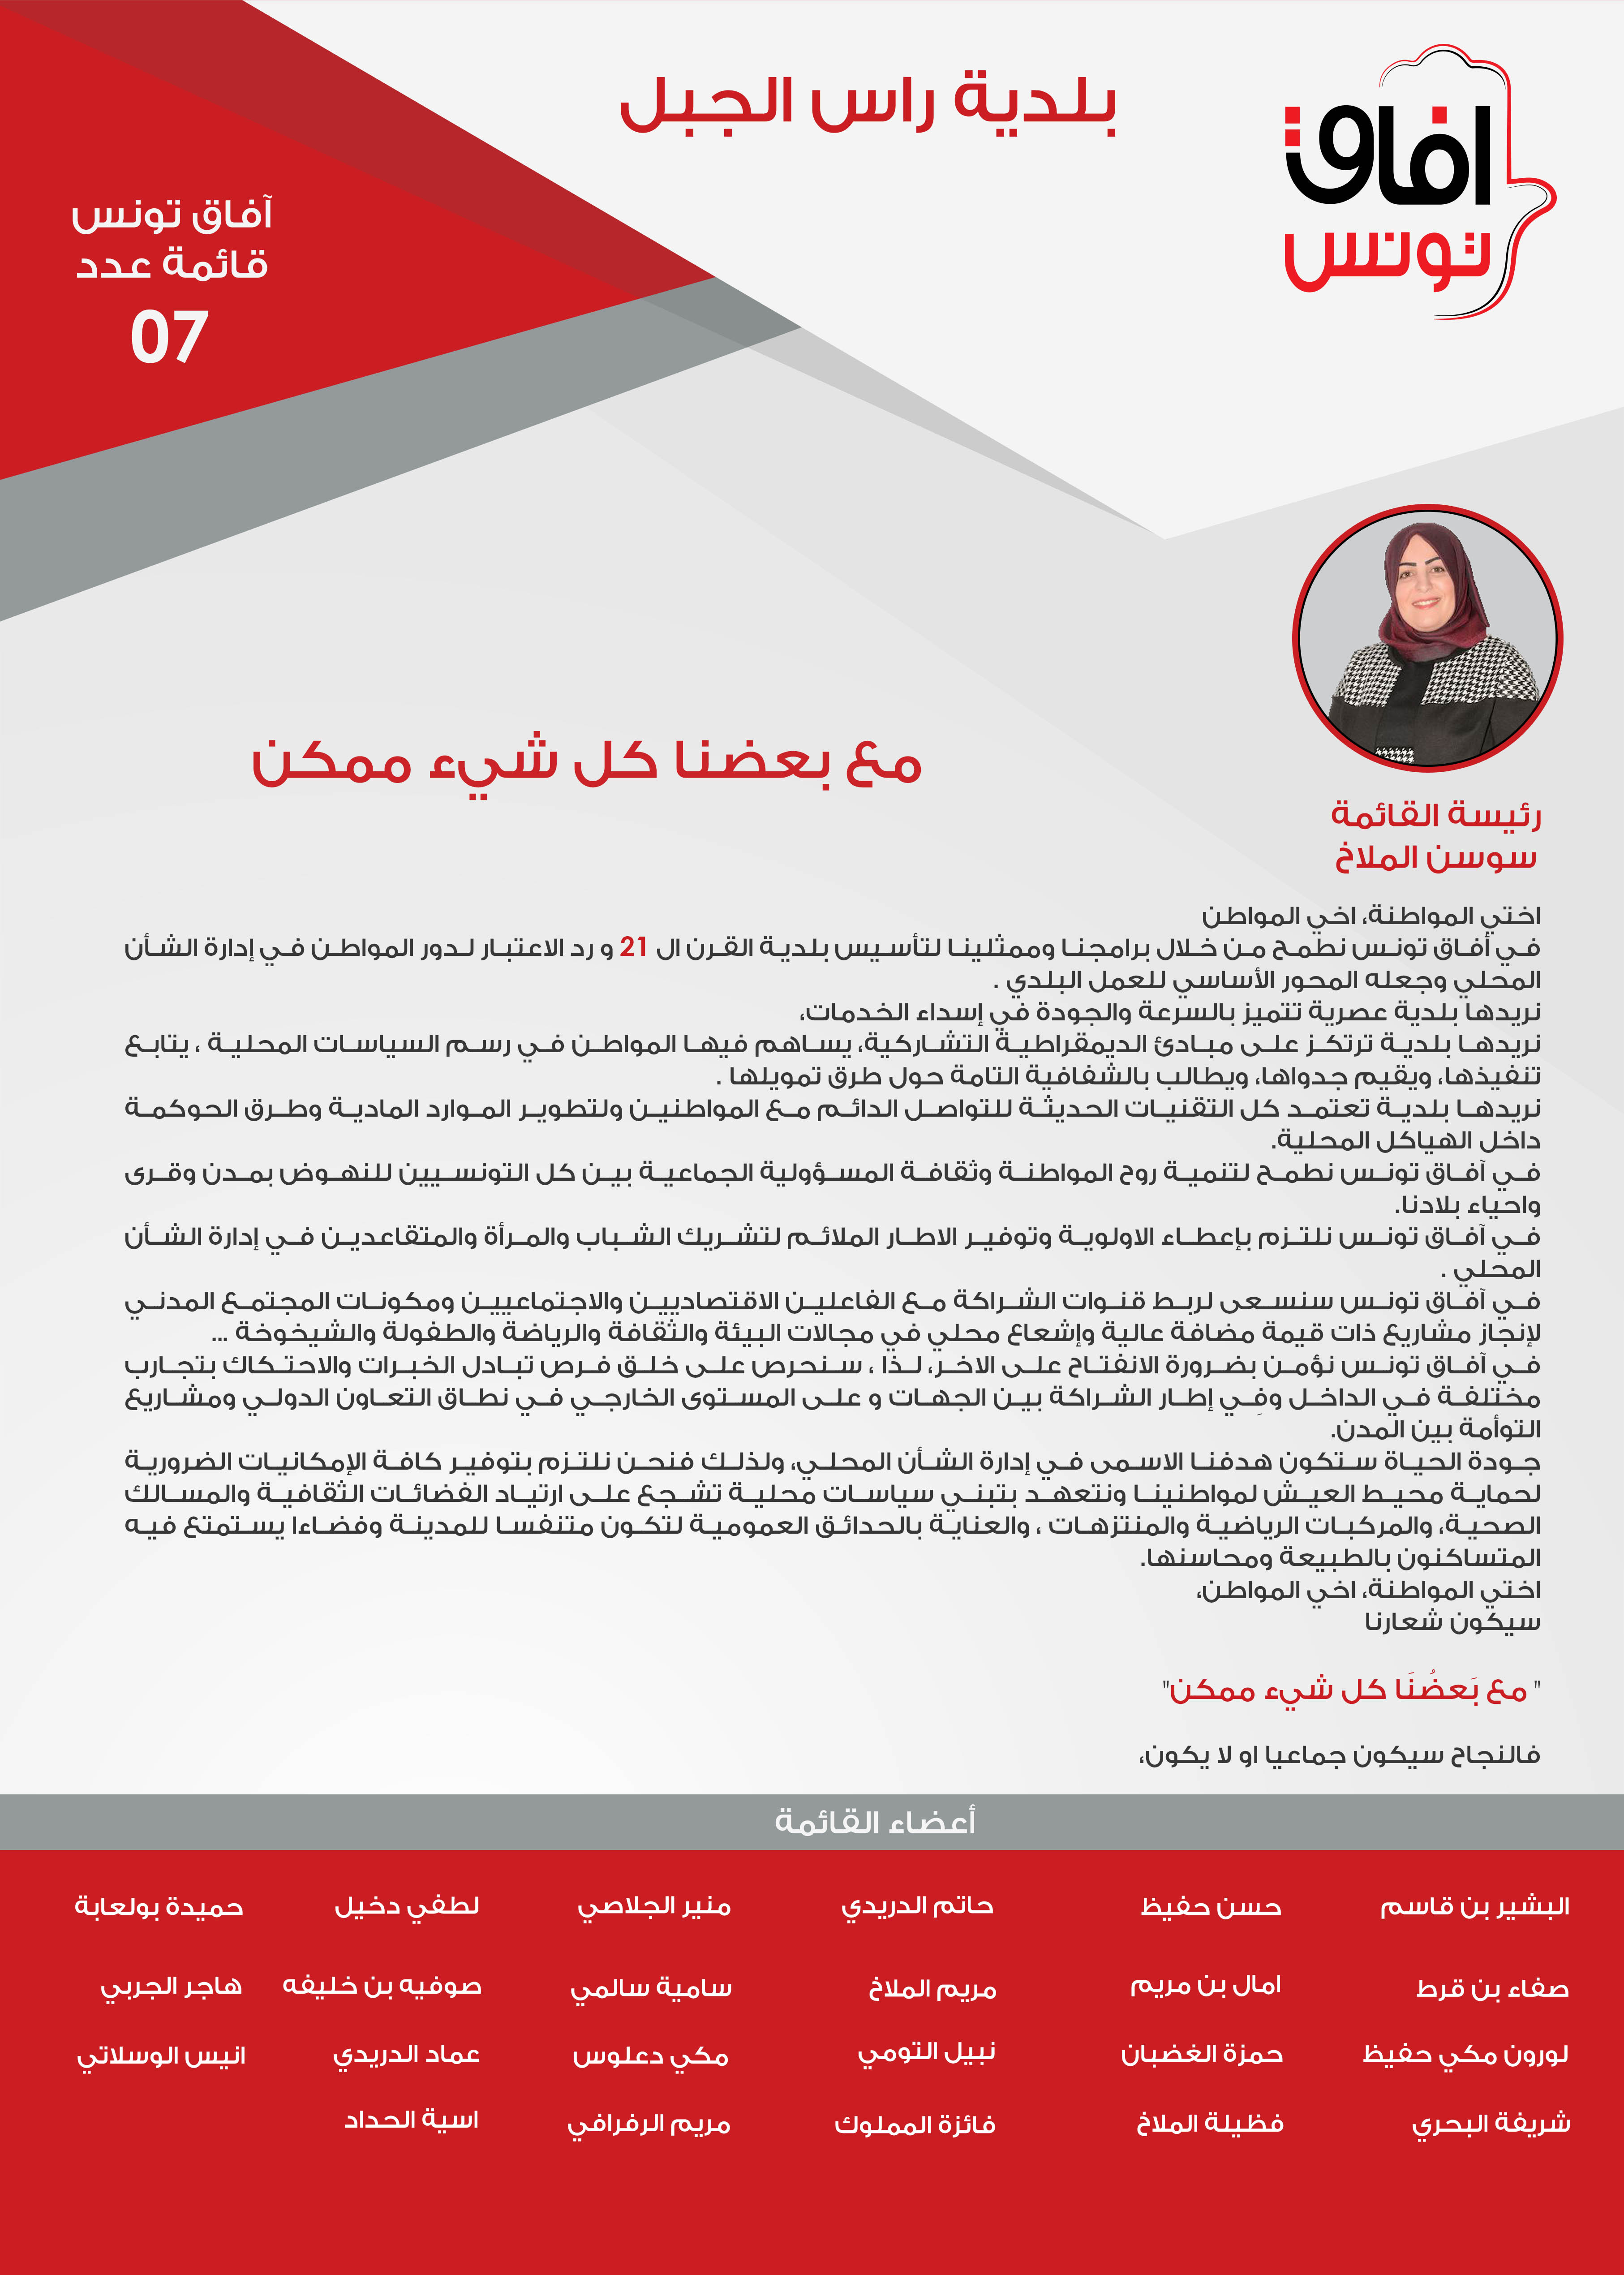 بلدية راس الجبل
افاق
تونس
آفاق تونس
قائمة عدد
07
مع بعضنا كل شيء ممكن
رئيسة القائمة
سوسن الملاخ
اختي المواطنة، اخي المواطن
في أفاق تونس نطمح من خلال برامجنا وممثلينا لتأسيس بلدية القرن ال 21 و رد الاعتبار لدور المواطن في إدارة الشأن
المحلي وجعله المحور الأساسي للعمل البلدي .
نريدها بلدية عصرية تتميز بالسرعة والجودة في إسداء الخدمات،
نريدها بلدية ترتكز على مبادئ الديمقراطية التشاركية، يساهم فيها المواطن في رسم السياسات المحلية ، يتابع
تنفيذها، ويقيم جدواها، ويطالب بالشفافية التامة حول طرق تمويلها .
نريدها بلدية تعتمد كل التقنيات الحديثة للتواصل الدائم مع المواطنين ولتطوير الموارد المادية وطرق الحوكمة
داخل الهياكل المحلية.
في آفاق تونس نطمح لتنمية روح المواطنة وثقافة المسؤولية الجماعية بين كل التونسيين للنهوض بمدن وقرى
واحياء بلادنا.
في آفاق تونس نلتزم بإعطاء الاولوية وتوفير الاطار الملائم لتشريك الشباب والمرأة والمتقاعدين في إدارة الشأن
المحلي .
في آفاق تونس سنسعى لربط قنوات الشراكة مع الفاعلين الاقتصاديين والاجتماعيين ومكونات المجتمع المدني
لإنجاز مشاريع ذات قيمة مضافة عالية وإشعاع محلي في مجالات البيئة والثقافة والرياضة والطفولة والشيخوخة ...
في آفاق تونس نؤمن بضرورة الانفتاح على الاخر، لذا ، سنحرص على خلق فرص تبادل الخبرات والاحتكاك بتجارب
مختلفة في الداخل وفِي إطار الشراكة بين الجهات و على المستوى الخارجي في نطاق التعاون الدولي ومشاريع
التوأمة بين المدن.
جودة الحياة ستكون هدفنا الاسمى في إدارة الشأن المحلي، ولذلك فنحن نلتزم بتوفير كافة الإمكانيات الضرورية
لحماية محيط العيش لمواطنينا ونتعهد بتبني سياسات محلية تشجع على ارتياد الفضائات الثقافية والمسالك
الصحية، والمركبات الرياضية والمنتزهات ، والعناية بالحدائق العمومية لتكون متنفسا للمدينة وفضاءا يستمتع فيه
المتساكنون بالطبيعة ومحاسنها.
اختي المواطنة، اخي المواطن،
سيكون شعارنا
" مع بَعضُنَا كل شيء ممكن"
فالنجاح سيكون جماعيا او لا يكون،
أعضاء القائمة
البشير بن قاسم حسن حفيظ حاتم الدريدي منير الجلاصي لطفي دخيل حميدة بولعابة
صفاء بن قرط امال بن مريم مريم الملاخ سامية سالمي صوفيه بن خليفه هاجر الجربي
لورون مكي حفيظ حمزة الغضبان نبيل التومي مكي دعلوس عماد الدريدي انيس الوسلاتي
شريفة البحري فظيلة الملاخ فائزة المملوك مريم الرفرافي اسية الحداد